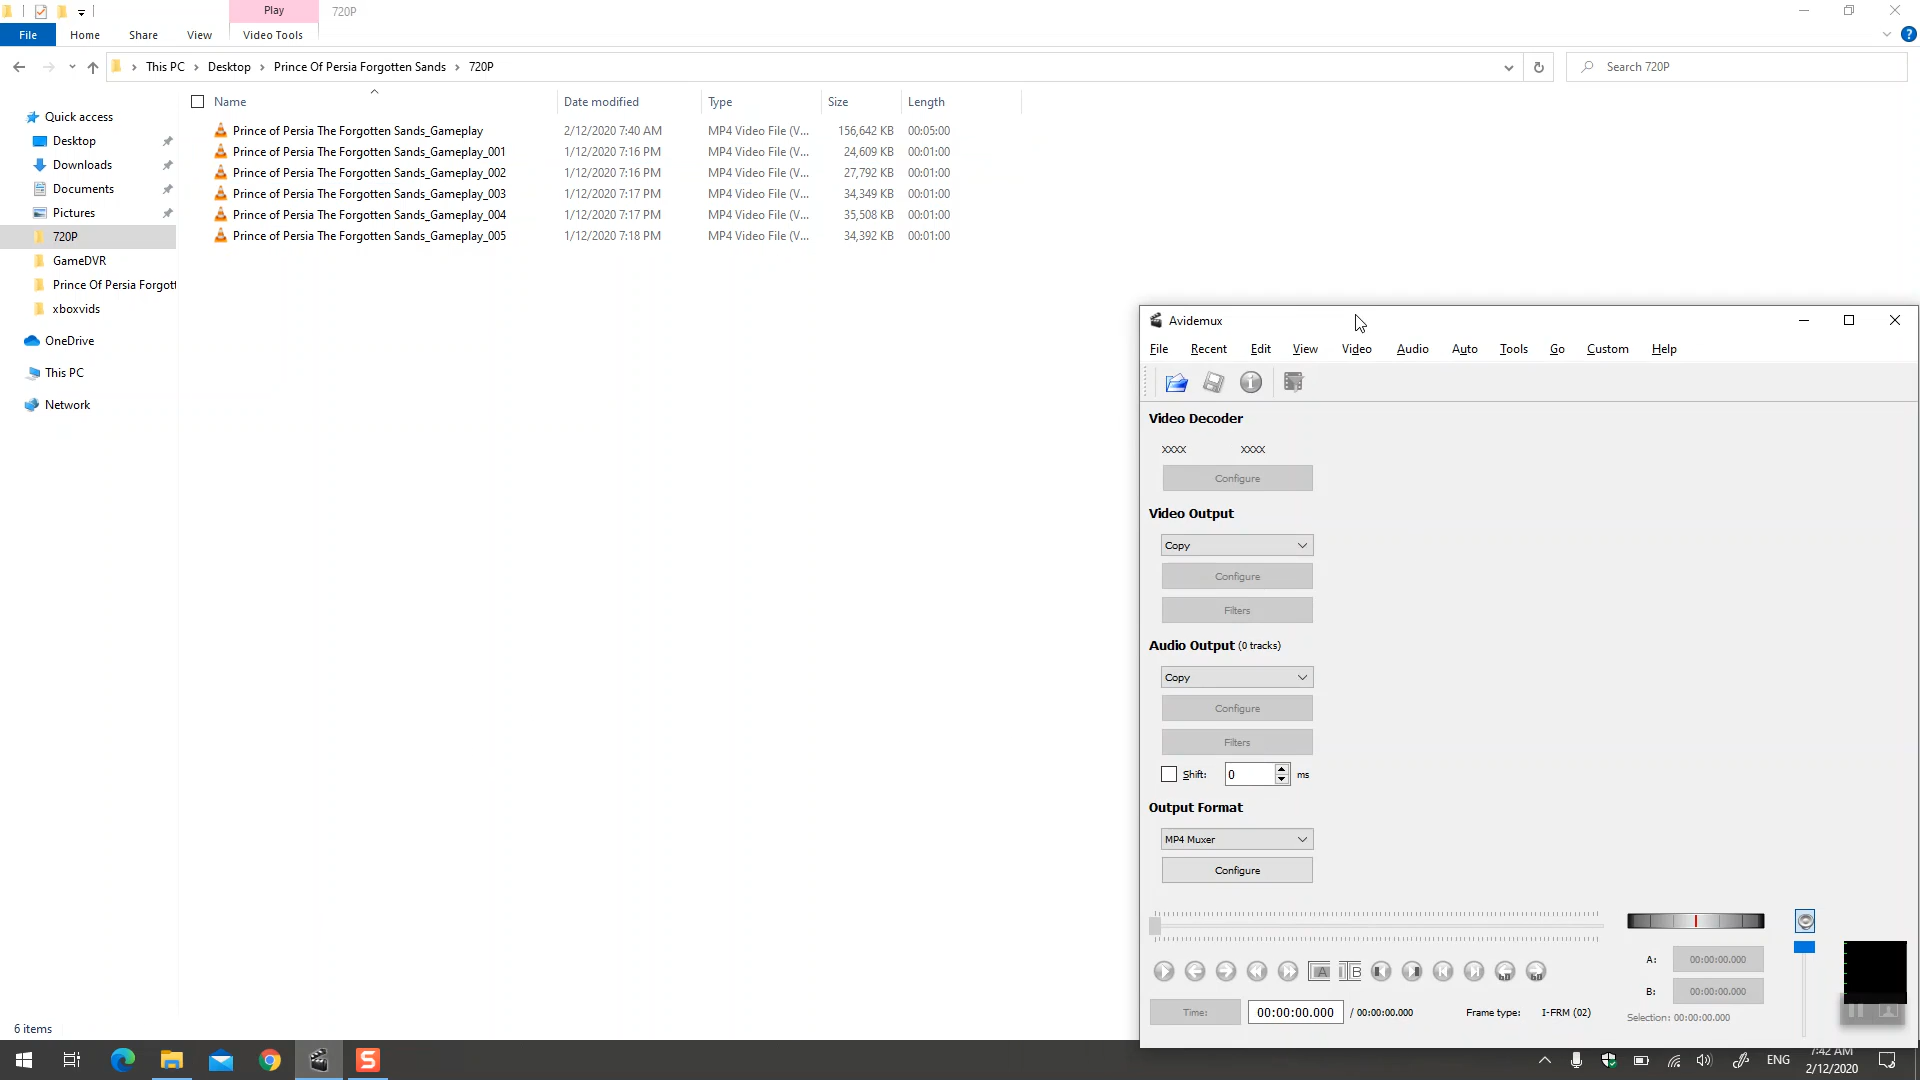 Play
720P
File
Home
Share
View
Video Tools
This PC
Desktop
Prince Of Persia Forgotten Sands
720P
Search 720P
Name
Date modified
Type
Size
Length
Quick access
Desktop
Downloads
Documents
Pictures
720P
GameDVR
Prince Of Persia Forgott
xboxvids
OneDrive
This PC
Network
Prince of Persia The Forgotten Sands_Gameplay 2/12/2020 7:40 AM MP4 Video File (V... 156,642 KB 00:05:00
Prince of Persia The Forgotten Sands_Gameplay_001 1/12/2020 7:16 PM MP4 Video File (V... 24,609 KB 00:01:00
Prince of Persia The Forgotten Sands_Gameplay_002 1/12/2020 7:16 PM MP4 Video File (V... 27,792 KB 00:01:00
Prince of Persia The Forgotten Sands_Gameplay_003 1/12/2020 7:17 PM MP4 Video File (V... 34,349 KB 00:01:00
Prince of Persia The Forgotten Sands_Gameplay_004 1/12/2020 7:17 PM MP4 Video File (V... 35,508 KB 00:01:00
Prince of Persia The Forgotten Sands_Gameplay_005 1/12/2020 7:18 PM MP4 Video File (V... 34,392 KB 00:01:00
Avidemux
File Recent Edit View Video Audio Auto Tools Go Custom Help
Video Decoder
XXXX XXXX
Configure
Video Output
Copy
Configure
Filters
Audio Output (0 tracks)
Copy
Configure
Filters
Shift: 0 ms
Output Format
MP4 Muxer
Configure
A B 60 60
A: 00:00:00.000
B: 00:00:00.000
Selection: 00:00:00.000
Time: 00:00:00.000 / 00:00:00.000 Frame type: I-FRM (02)
6 items
S
ENG
7:42 AM
2/12/2020